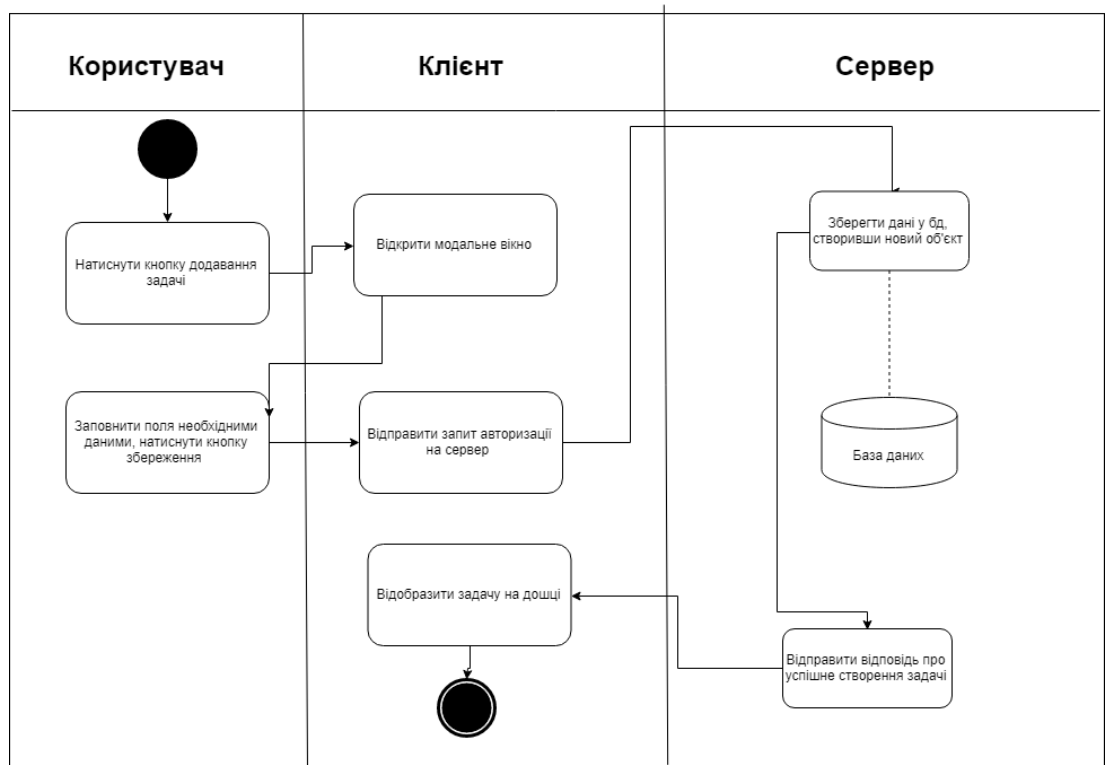 Користувач
Клієнт
Сервер
Натиснути кнопку додавання
задачі
Відкрити модальне вікно
Зберегти дані у бд,
створивши новий об'єкт
Заповнити поля необхідними
даними, натиснути кнопку
збереження
Відправити запит авторизації
на сервер
База даних
Відобразити задачу на дошці
Відправити відповідь про
успішне створення задачі